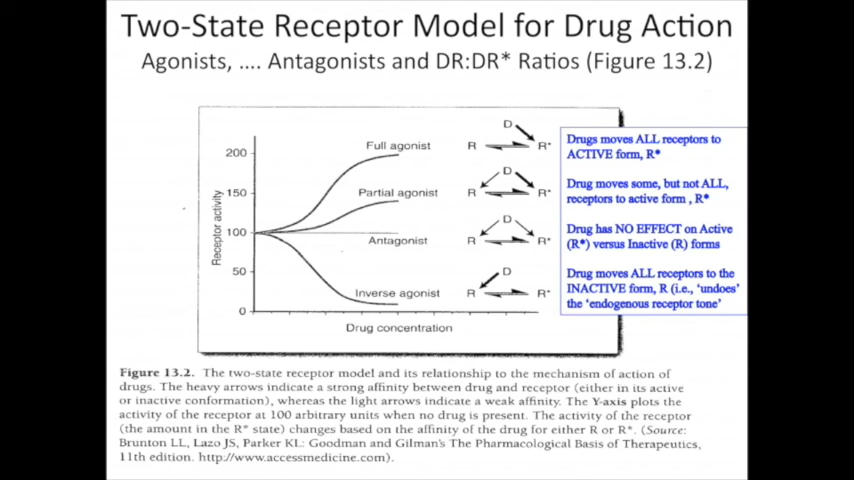 Two-State Receptor Model for Drug Action
Agonists, .... Antagonists and DR:DR* Ratios (Figure 13.2)
200
150
100
50
0
Receptor activity
Drug concentration
Full agonist
Partial agonist
Antagonist
Inverse agonist
D
R
R*
D
R
R*
D
R
R*
D
R
R*
Drugs moves ALL receptors to
ACTIVE form, R*
Drug moves some, but not ALL,
receptors to active form , R*
Drug has NO EFFECT on Active
(R*) versus Inactive (R) forms
Drug moves ALL receptors to the
INACTIVE form, R (i.e., 'undoes'
the 'endogenous receptor tone'
Figure 13.2. The two-state receptor model and its relationship to the mechanism of action of
drugs. The heavy arrows indicate a strong affinity between drug and receptor (either in its active
or inactive conformation), whereas the light arrows indicate a weak affinity. The Y-axis plots the
activity of the receptor at 100 arbitrary units when no drug is present. The activity of the receptor
(the amount in the R* state) changes based on the affinity of the drug for either R or R*. (Source:
Brunton LL, Lazo JS, Parker KL: Goodman and Gilman's The Pharmacological Basis of Therapeutics,
11th edition. http://www.accessmedicine.com).